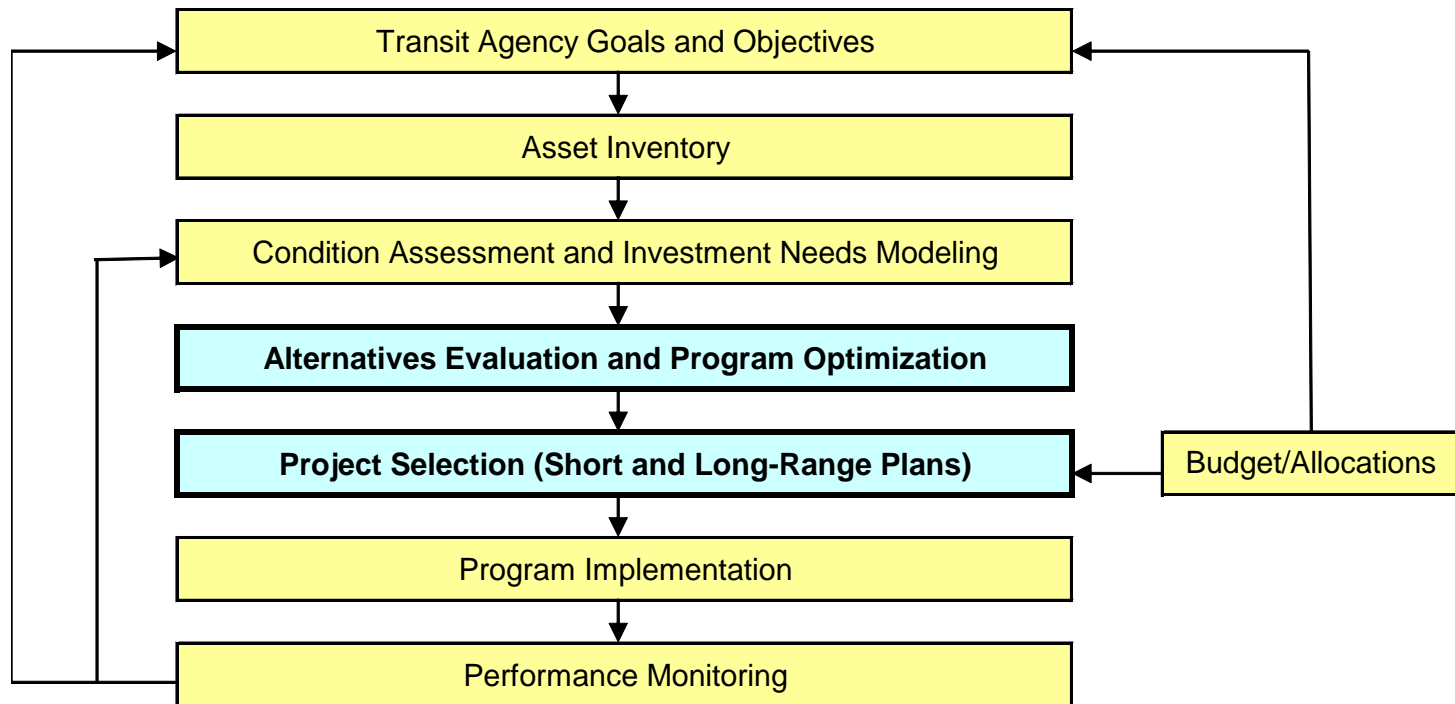 Transit Agency Goals and Objectives
Asset Inventory
Condition Assessment and Investment Needs Modeling
Alternatives Evaluation and Program Optimization
Project Selection (Short and Long-Range Plans)
Budget/Allocations
Program Implementation
Performance Monitoring